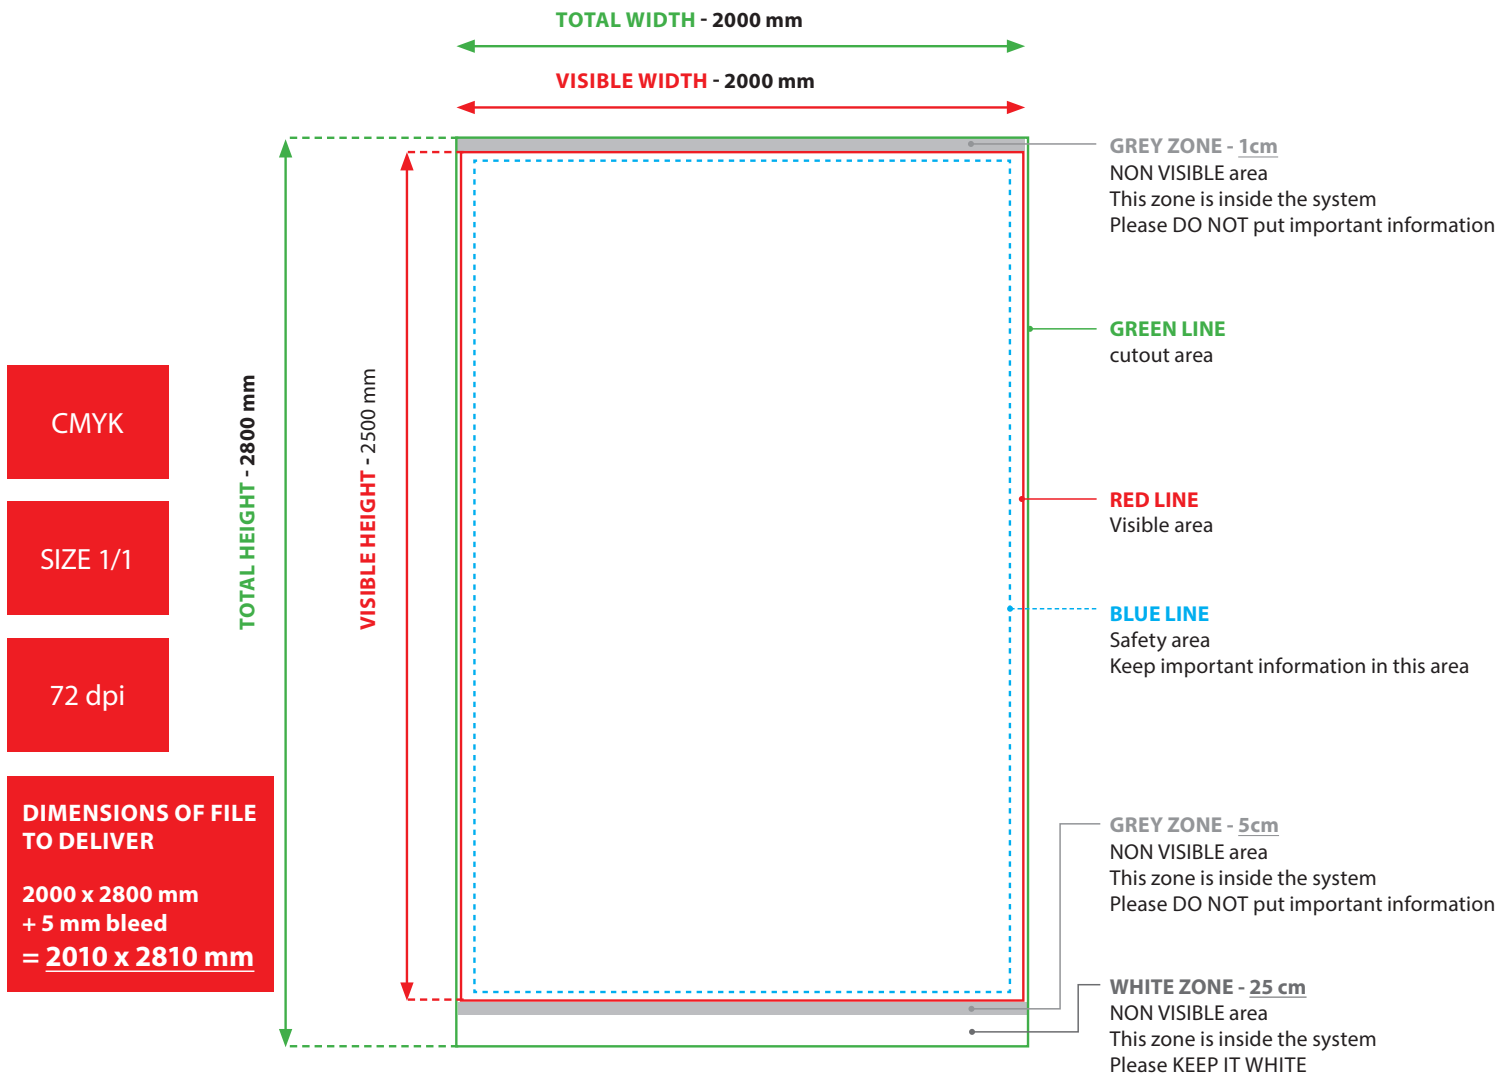 TOTAL WIDTH - 2000 mm
VISIBLE WIDTH - 2000 mm
GREY ZONE - 1cm
NON VISIBLE area
This zone is inside the system
Please DO NOT put important information
GREEN LINE
cutout area
CMYK
SIZE 1/1
72 dpi
TOTAL HEIGHT - 2800 mm
VISIBLE HEIGHT - 2500 mm
RED LINE
Visible area
BLUE LINE
Safety area
Keep important information in this area
DIMENSIONS OF FILE
TO DELIVER
2000 x 2800 mm
+ 5 mm bleed
= 2010 x 2810 mm
GREY ZONE - 5cm
NON VISIBLE area
This zone is inside the system
Please DO NOT put important information
WHITE ZONE - 25 cm
NON VISIBLE area
This zone is inside the system
Please KEEP IT WHITE